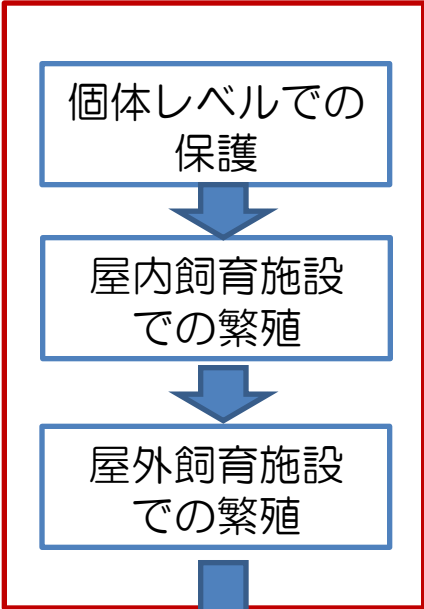 個体レベルでの
保護
屋内飼育施設
での繁殖
屋外飼育施設
での繁殖